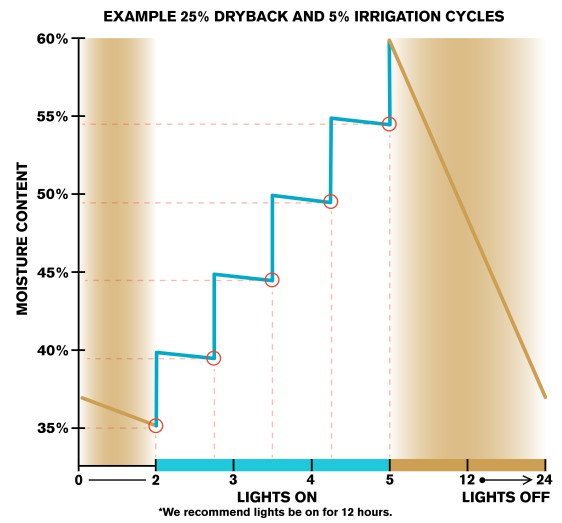 EXAMPLE 25% DRYBACK AND 5% IRRIGATION CYCLES
60%
55%
50%
45%
40%
35%
MOISTURE CONTENT
0 2 3 4 5 12 24
LIGHTS ON LIGHTS OFF
*We recommend lights be on for 12 hours.